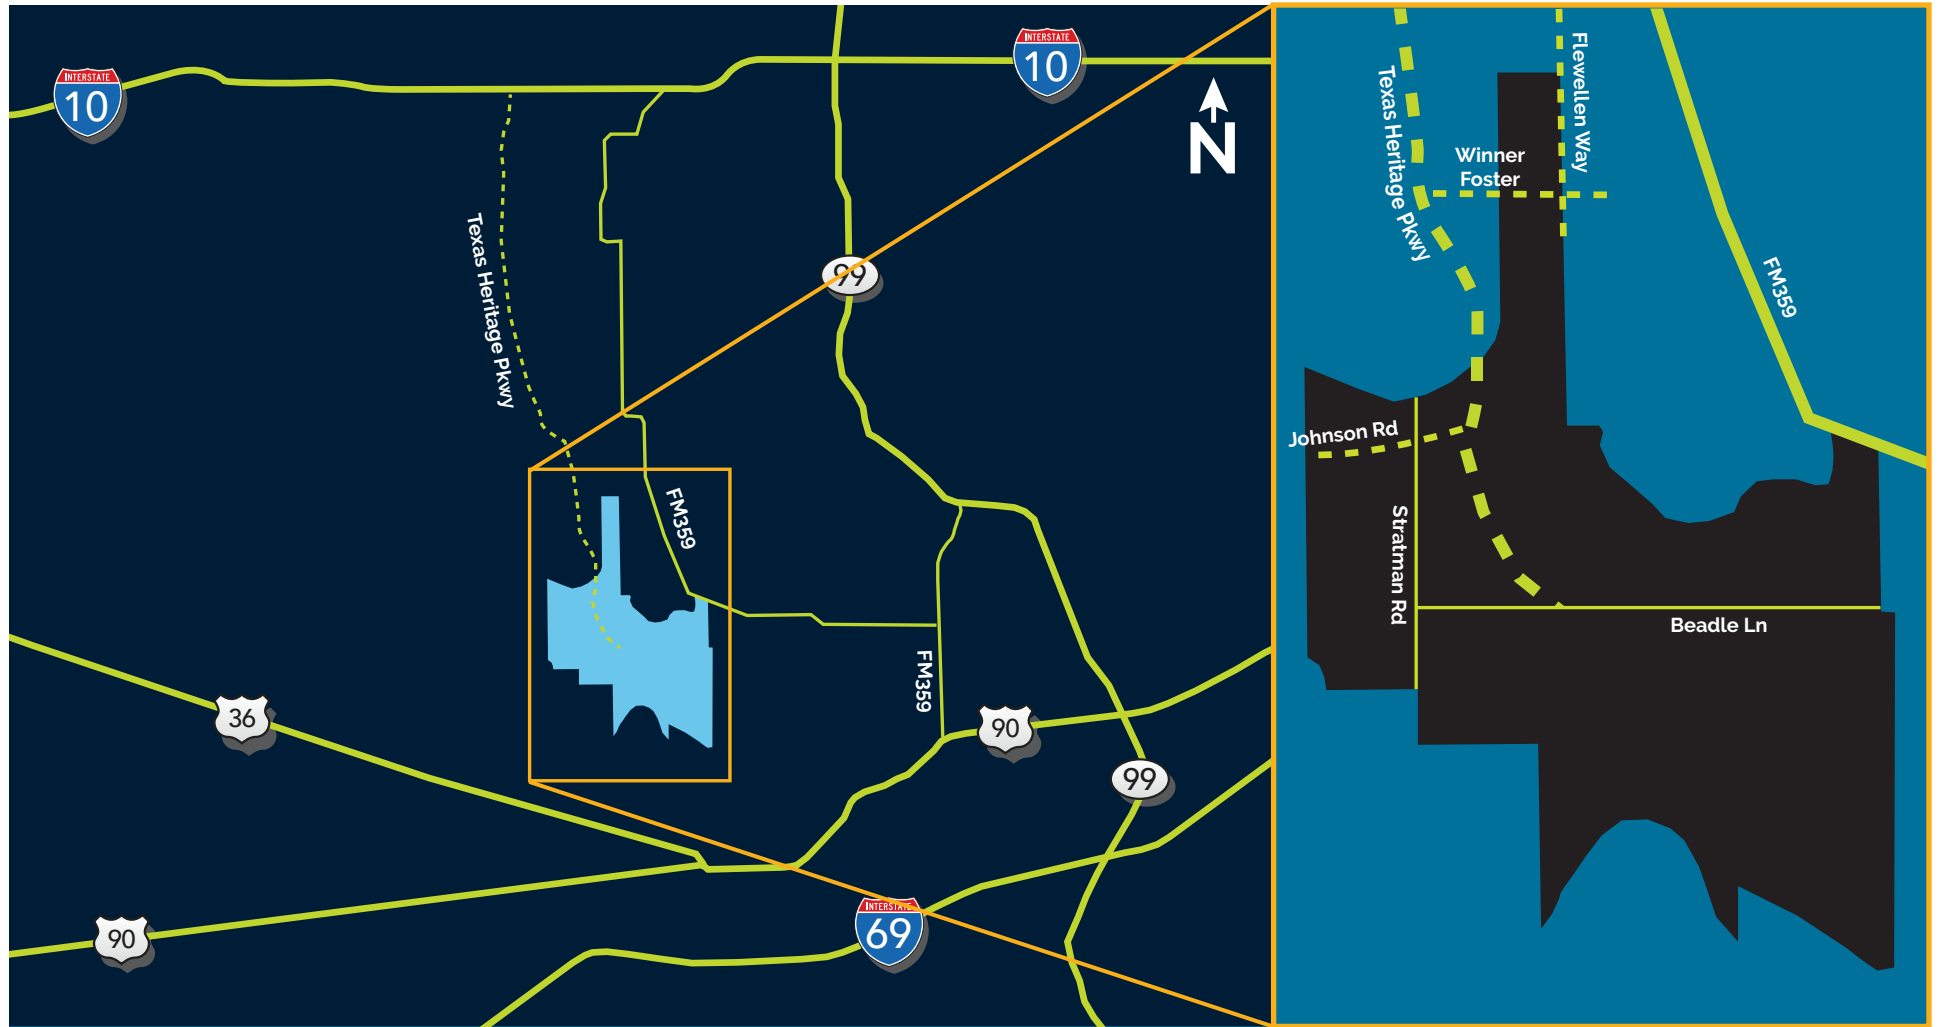 INTERSTATE
10
INTERSTATE
10
N
Texas Heritage Pkwy
99
FM359
FM359
36
90
99
90
INTERSTATE
69
Texas Heritage Pkwy
Flewellen Way
Winner
Foster
FM359
Johnson Rd
Stratman Rd
Beadle Ln